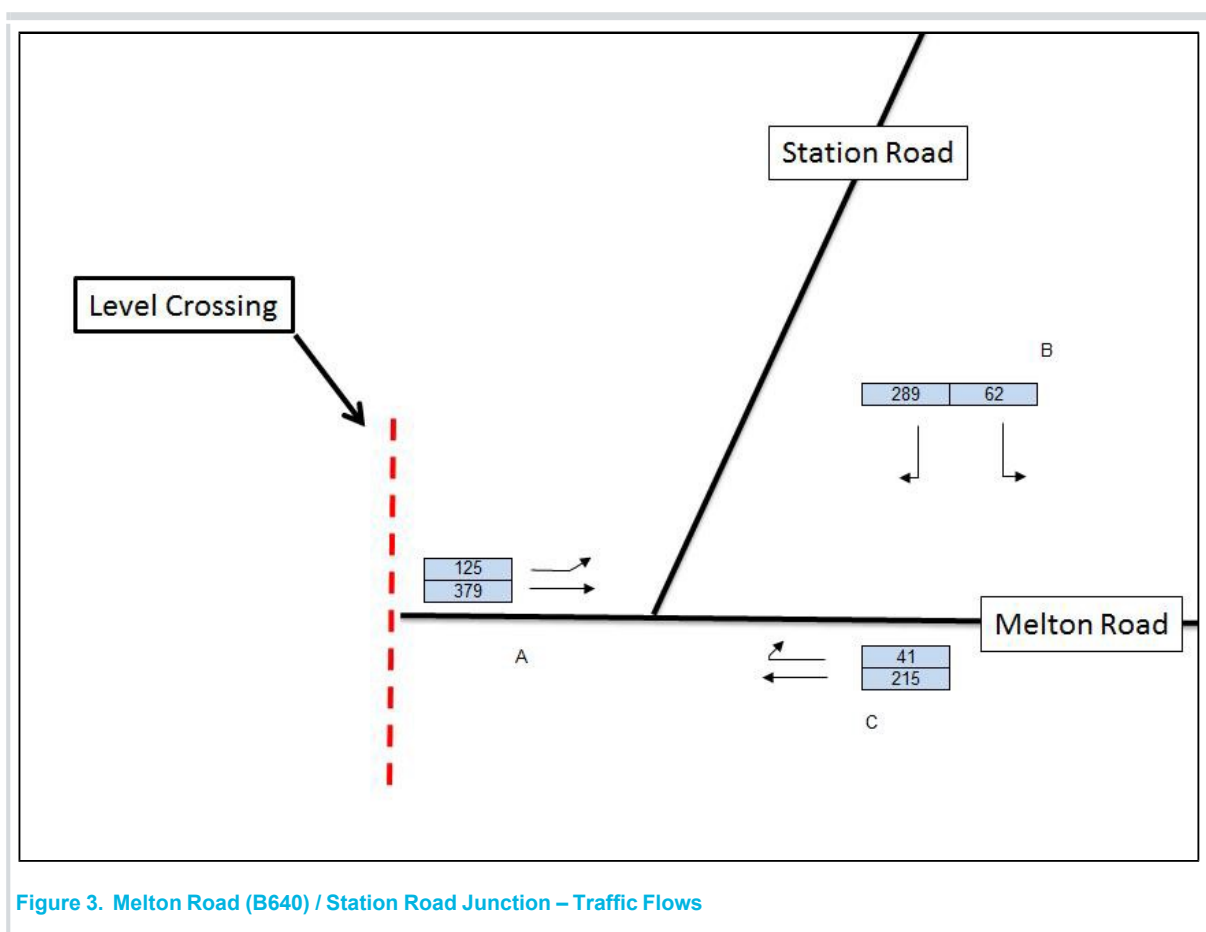 Station Road
Level Crossing
B
289 62
125
379
Melton Road
A
41
215
C
Figure 3. Melton Road (B640) / Station Road Junction – Traffic Flows